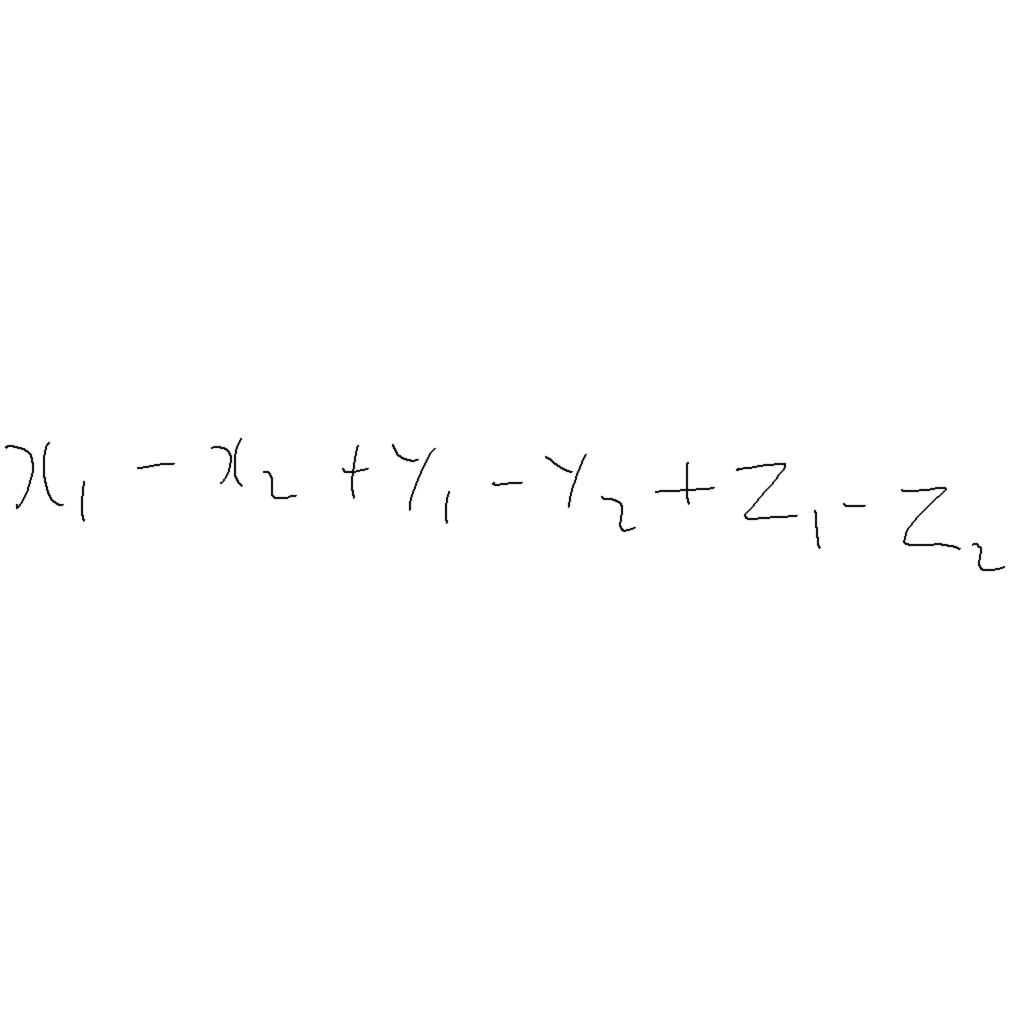 x₁ - x₂ + y₁ - y₂ + z₁ - z₂